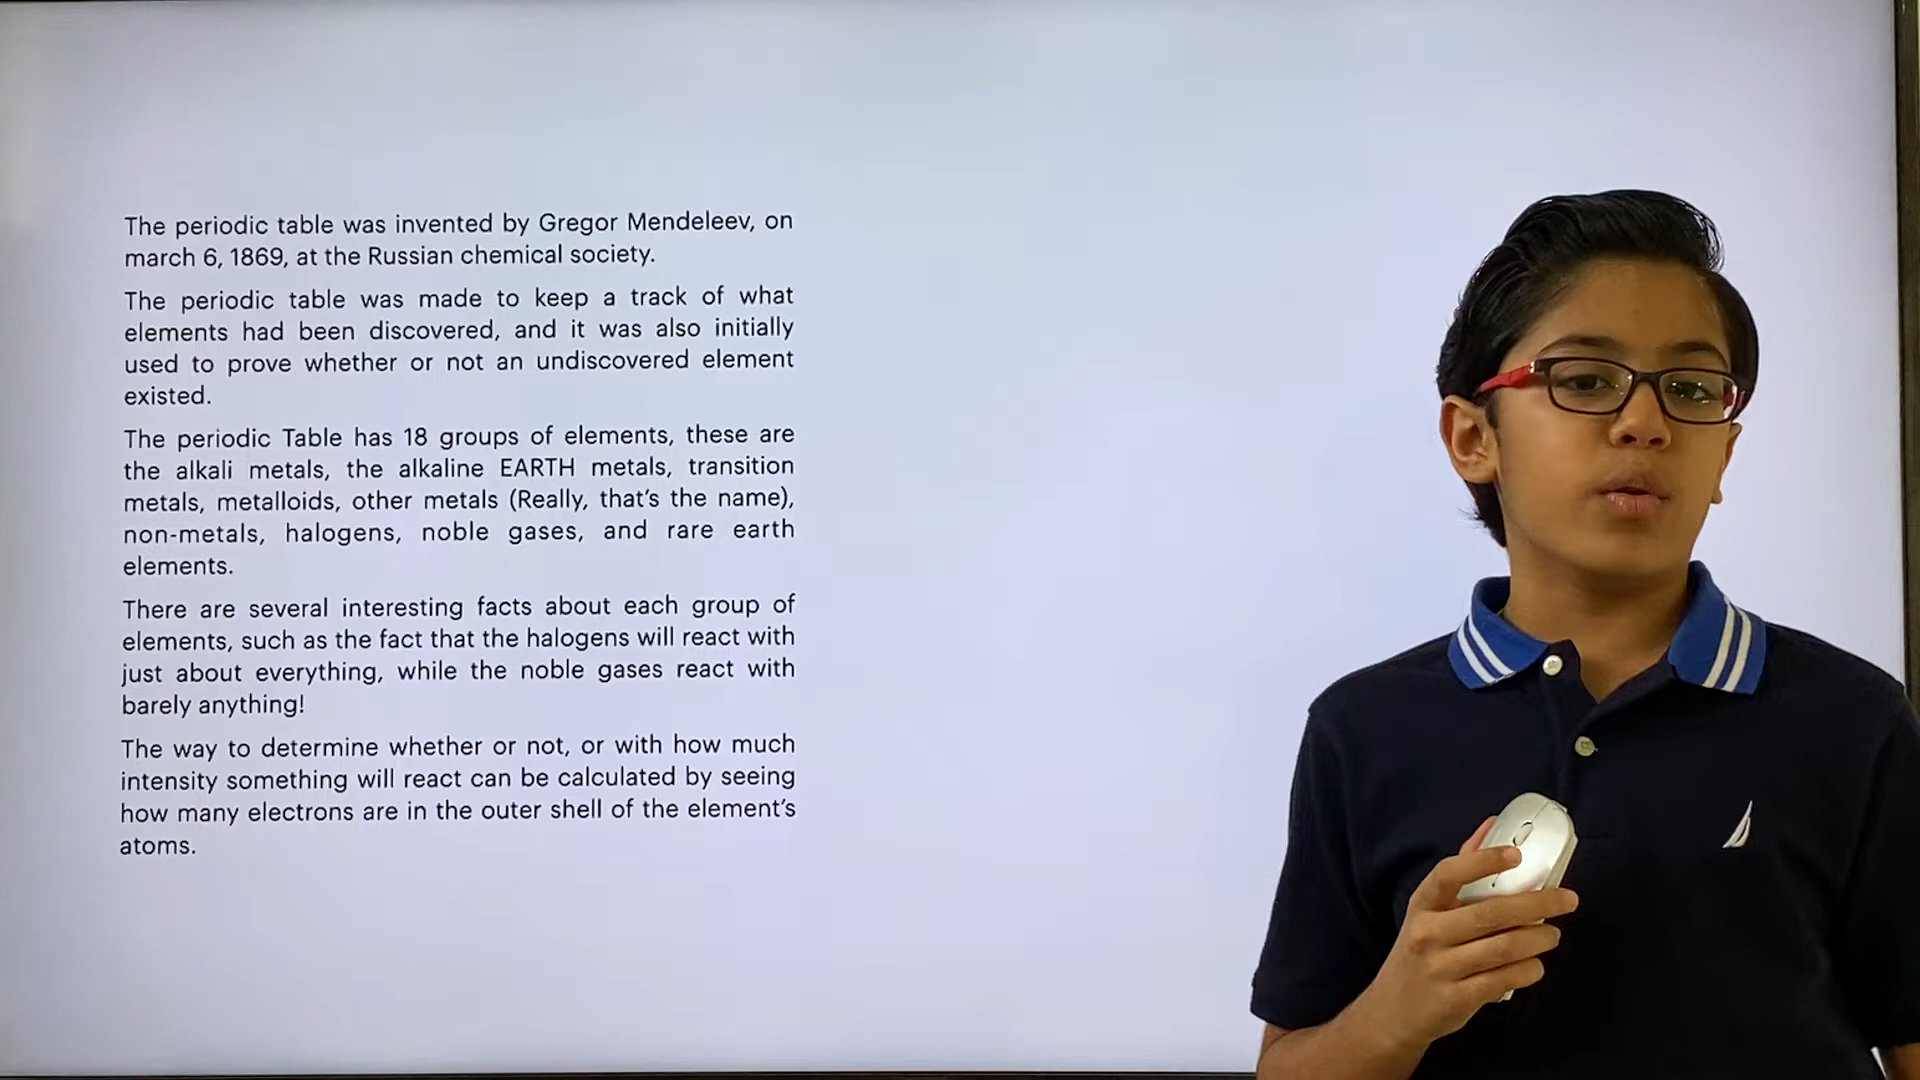 The periodic table was invented by Gregor Mendeleev, on
march 6, 1869, at the Russian chemical society.
The periodic table was made to keep a track of what
elements had been discovered, and it was also initially
used to prove whether or not an undiscovered element
existed.
The periodic Table has 18 groups of elements, these are
the alkali metals, the alkaline EARTH metals, transition
metals, metalloids, other metals (Really, that's the name),
non-metals, halogens, noble gases, and rare earth
elements.
There are several interesting facts about each group of
elements, such as the fact that the halogens will react with
just about everything, while the noble gases react with
barely anything!
The way to determine whether or not, or with how much
intensity something will react can be calculated by seeing
how many electrons are in the outer shell of the element's
atoms.